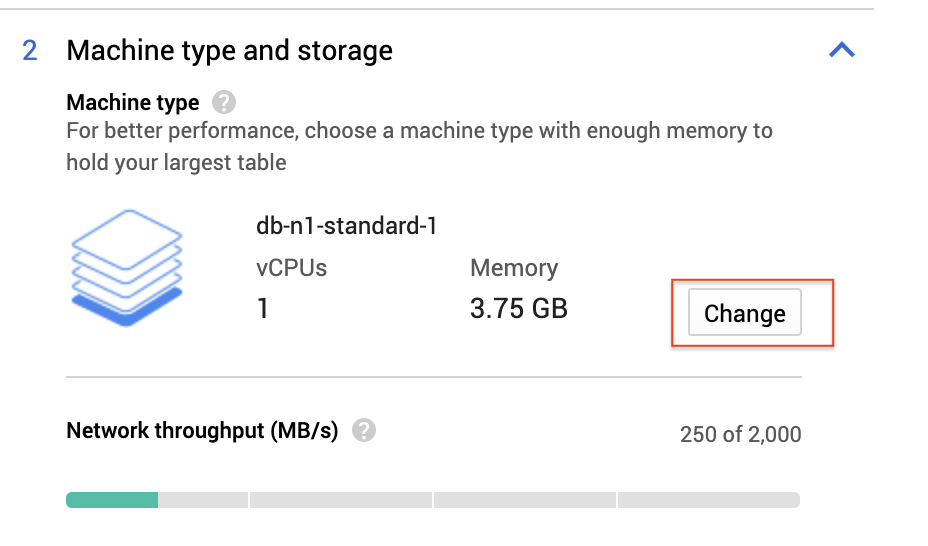 2 Machine type and storage
Machine type ?
For better performance, choose a machine type with enough memory to
hold your largest table
db-n1-standard-1
vCPUs Memory
1 3.75 GB
Change
Network throughput (MB/s) ? 250 of 2,000